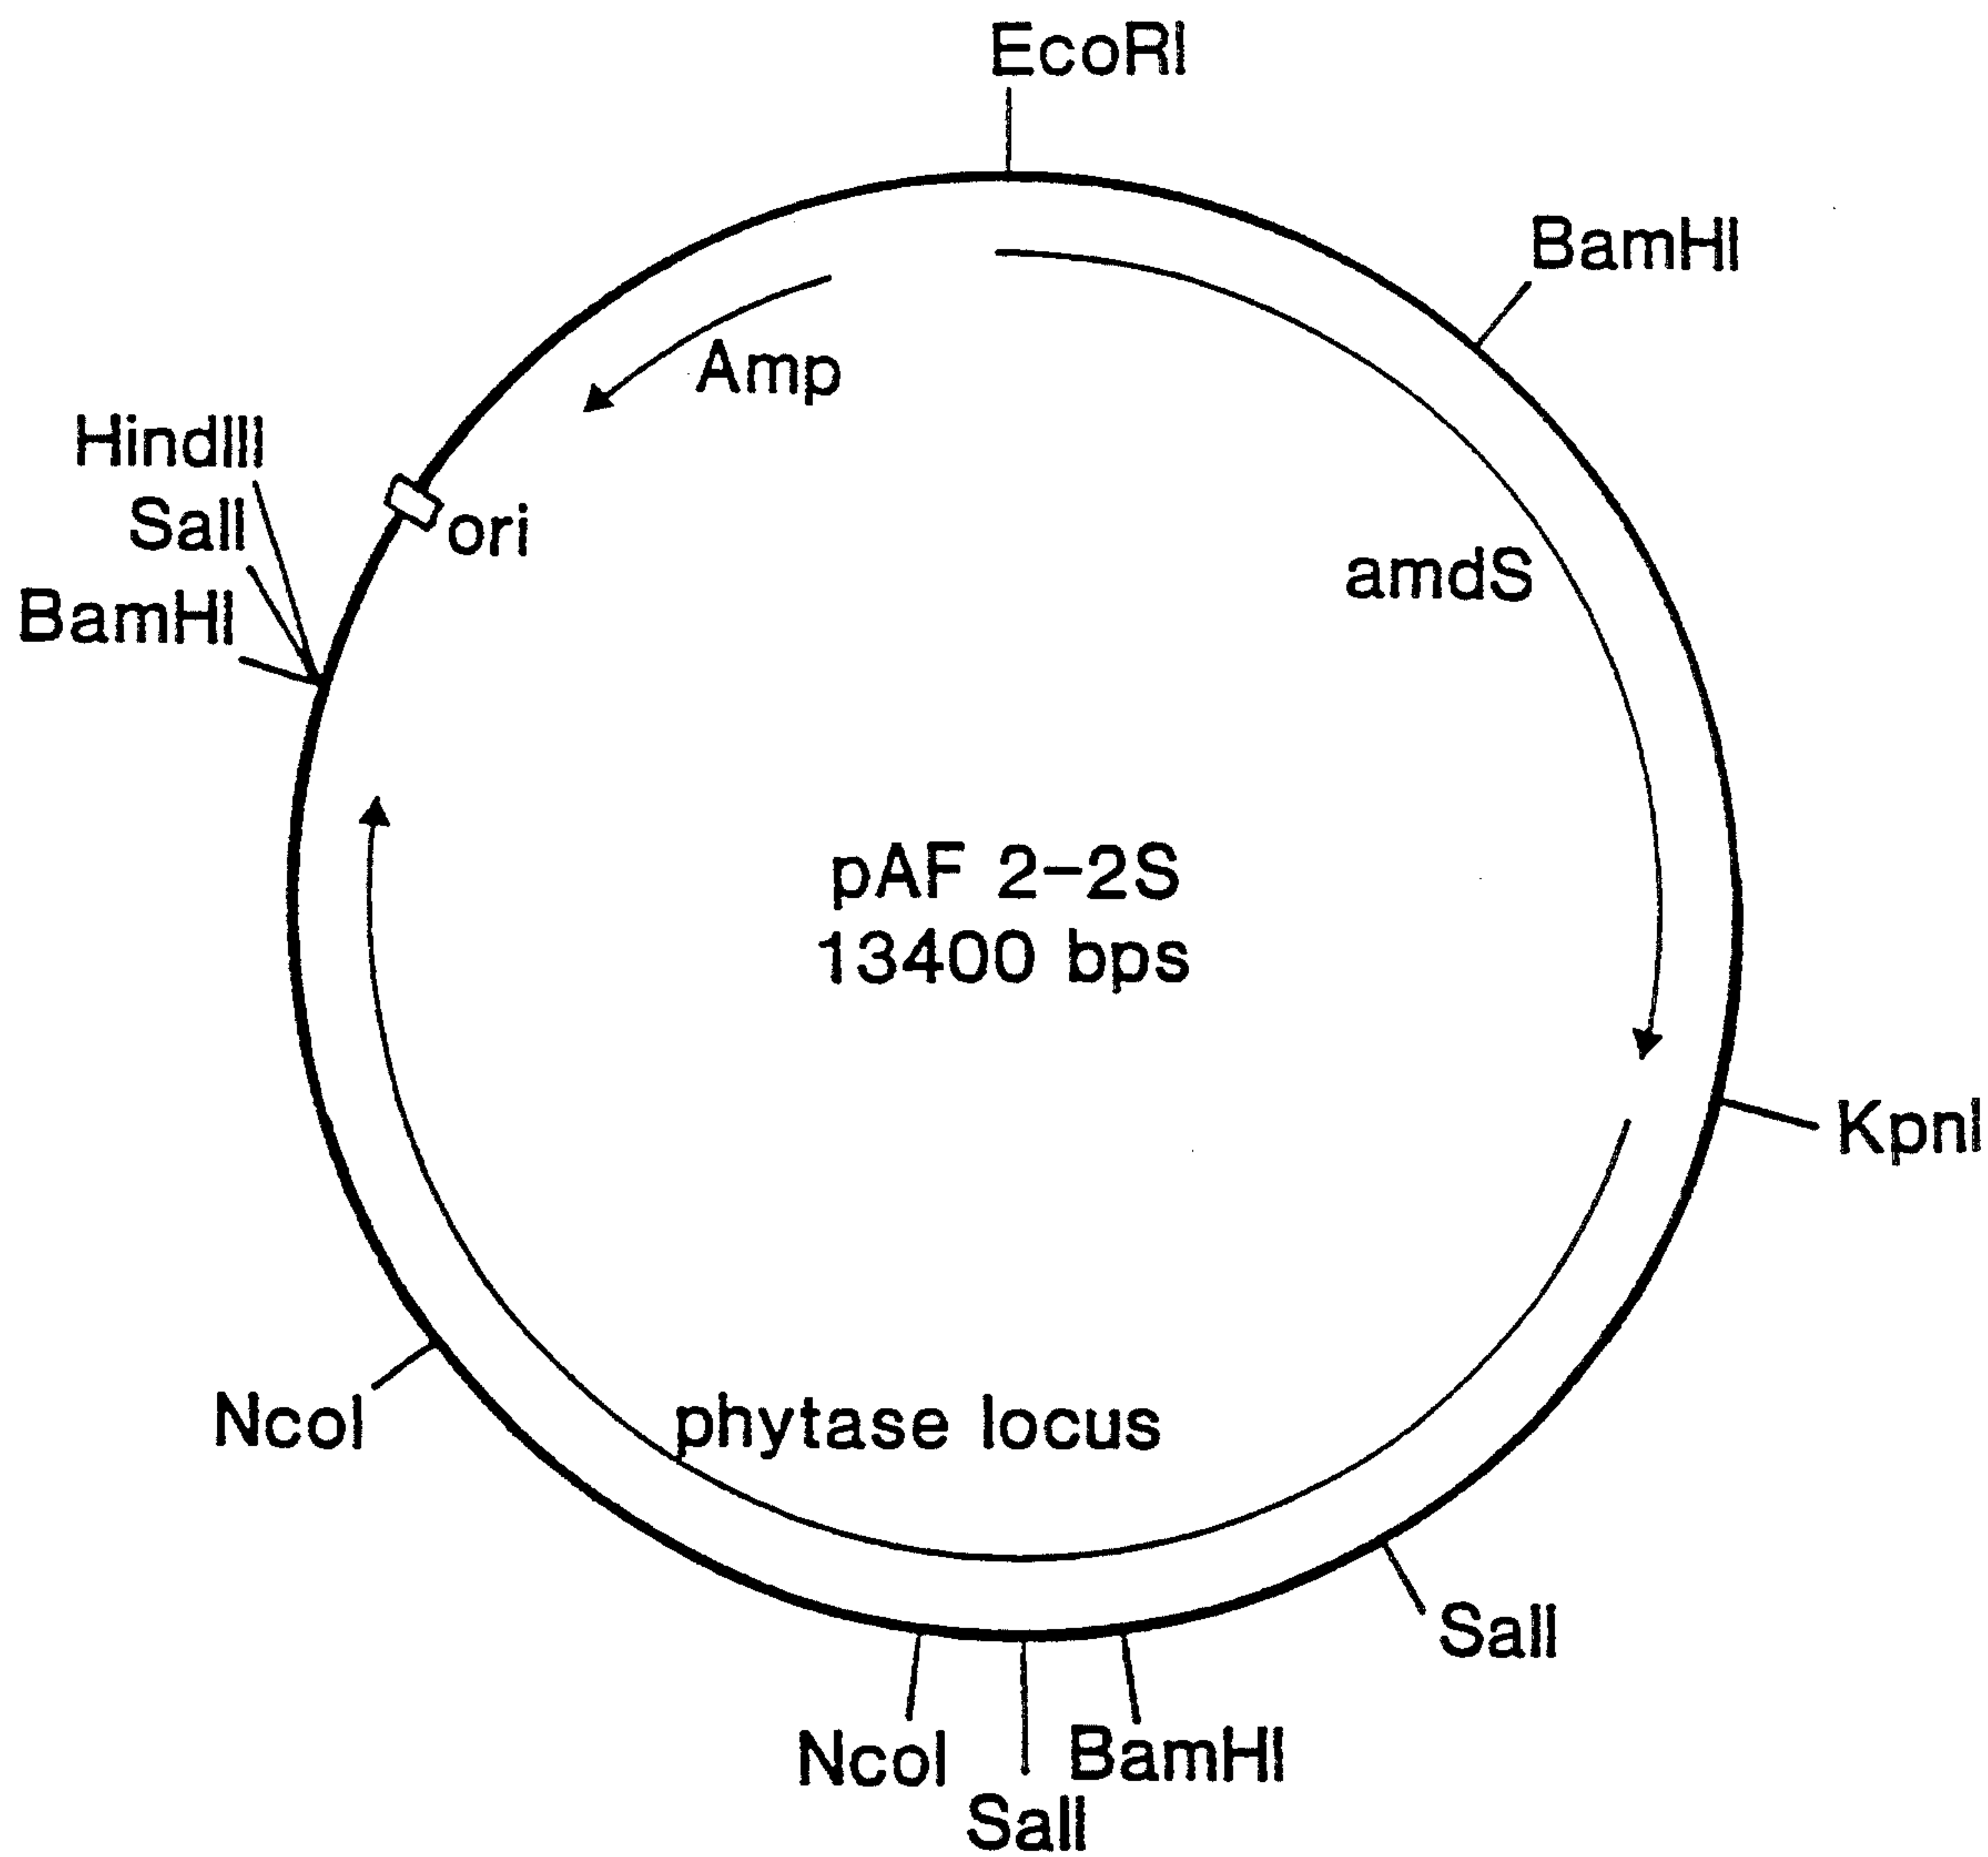 EcoRI
BamHI
Amp
HindIII
SalI
ori
BamHI
amdS
pAF 2-2S
13400 bps
KpnI
NcoI
phytase locus
SalI
NcoI
BamHI
SalI